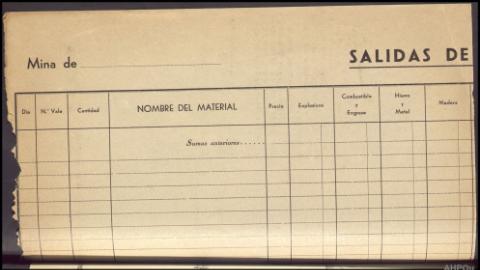 Mina de
SALIDAS DE
Día N.º Vale Cantidad NOMBRE DEL MATERIAL Precio Explosivos Combustible y Engrase Hierro y Metal Madera
Sumas anteriores